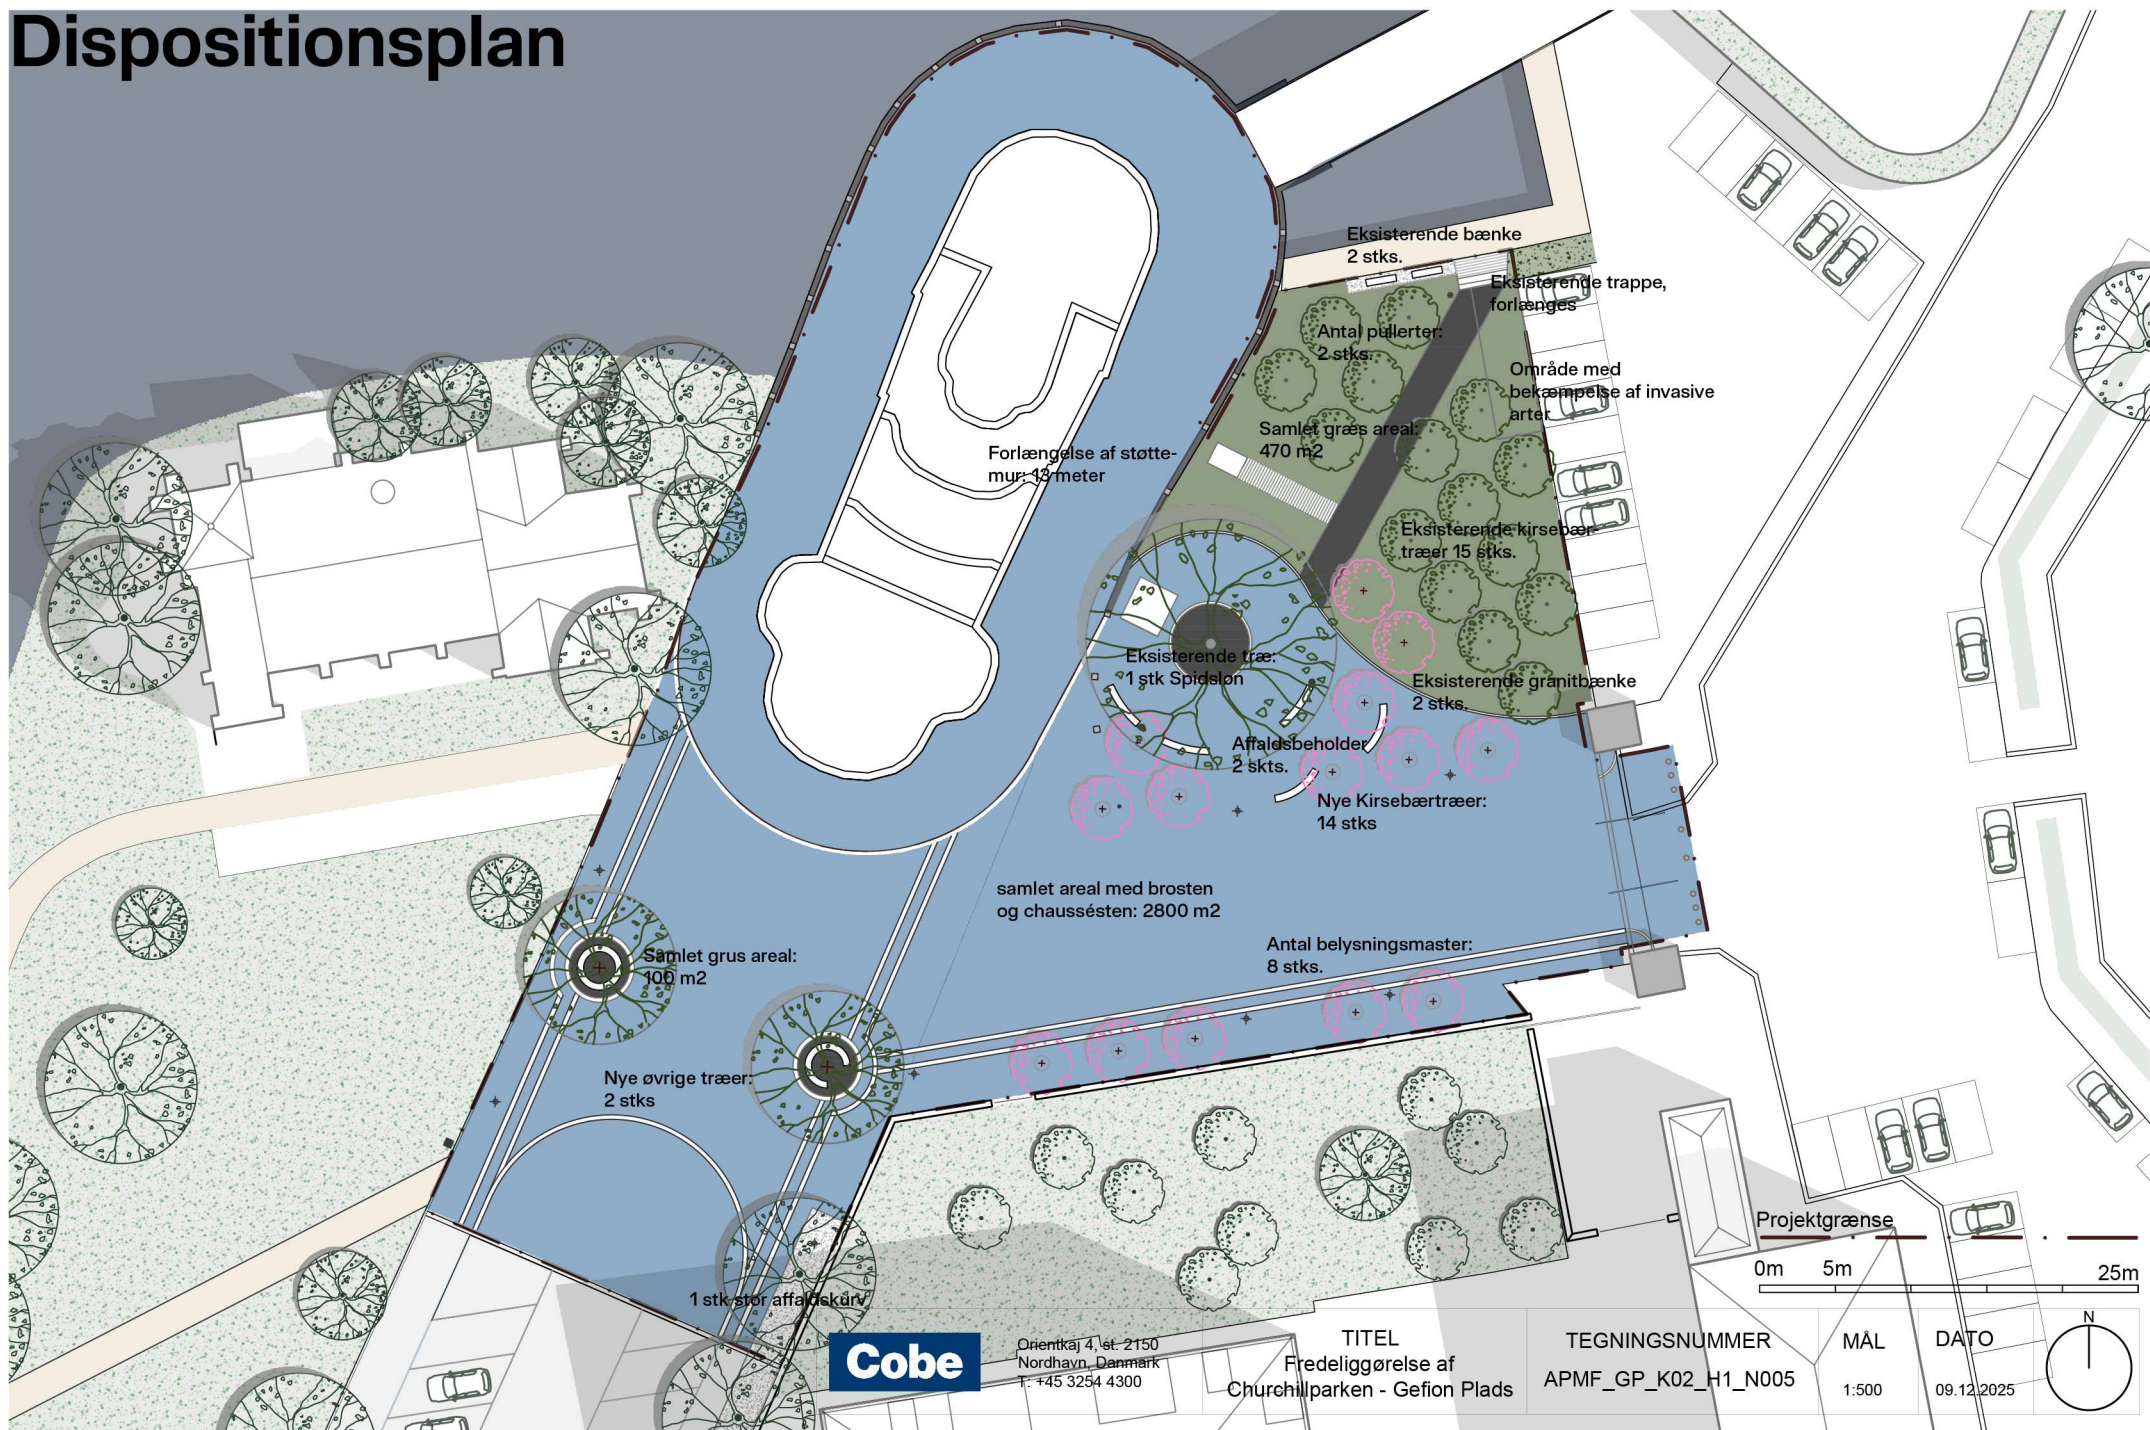 Dispositionsplan
Eksisterende bænke
2 stks.
Eksisterende trappe,
forlænges
Antal pullerter:
2 stks.
Område med
bekæmpelse af invasive
arter
Samlet græs areal:
470 m2
Forlængelse af støtte-
mur: 13 meter
Eksisterende kirsebær-
træer 15 stks.
Eksisterende træ:
1 stk Spidsløn
Eksisterende granitbænke
2 stks.
Affaldsbeholder
2 skts.
Nye Kirsebærtræer:
14 stks
samlet areal med brosten
og chaussésten: 2800 m2
Antal belysningsmaster:
8 stks.
Samlet grus areal:
100 m2
Nye øvrige træer:
2 stks
1 stk stor affaldskurv
Projektgrænse
0m 5m 25m
Cobe
Orientkaj 4, st. 2150
Nordhavn, Danmark
T: +45 3254 4300
TITEL
Fredeliggørelse af
Churchillparken - Gefion Plads
TEGNINGSNUMMER
APMF_GP_K02_H1_N005
MÅL
1:500
DATO
09.12.2025
N